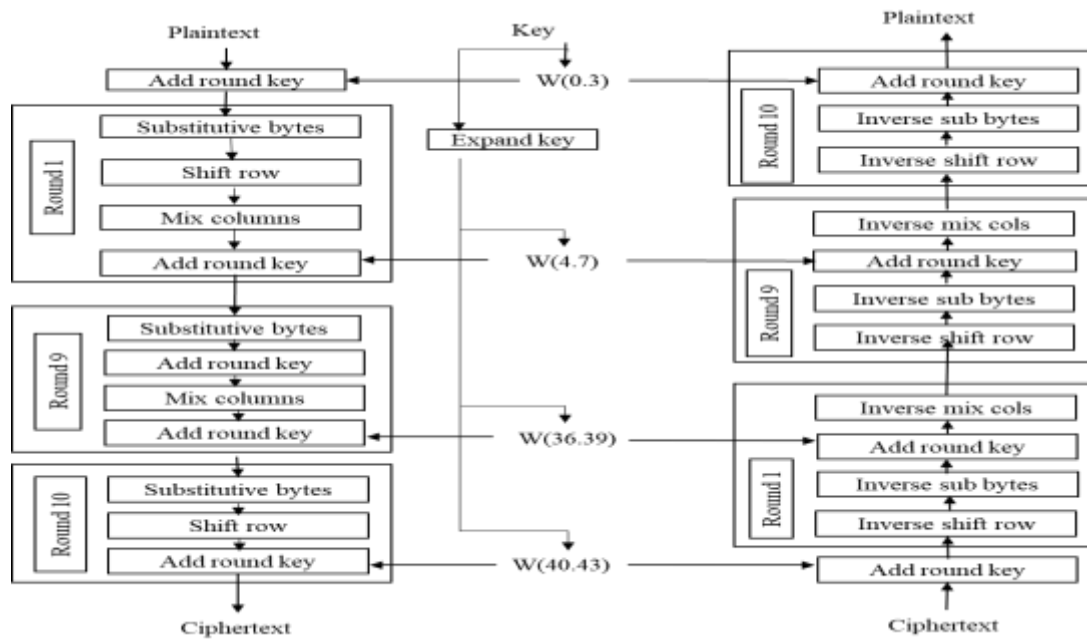 Plaintext
Add round key
Round 1
Substitutive bytes
Shift row
Mix columns
Add round key
Round 9
Substitutive bytes
Add round key
Mix columns
Add round key
Round 10
Substitutive bytes
Shift row
Add round key
Ciphertext
Key
W(0.3)
Expand key
W(4.7)
W(36.39)
W(40.43)
Plaintext
Round 10
Add round key
Inverse sub bytes
Inverse shift row
Round 9
Inverse mix cols
Add round key
Inverse sub bytes
Inverse shift row
Round 1
Inverse mix cols
Add round key
Inverse sub bytes
Inverse shift row
Add round key
Ciphertext